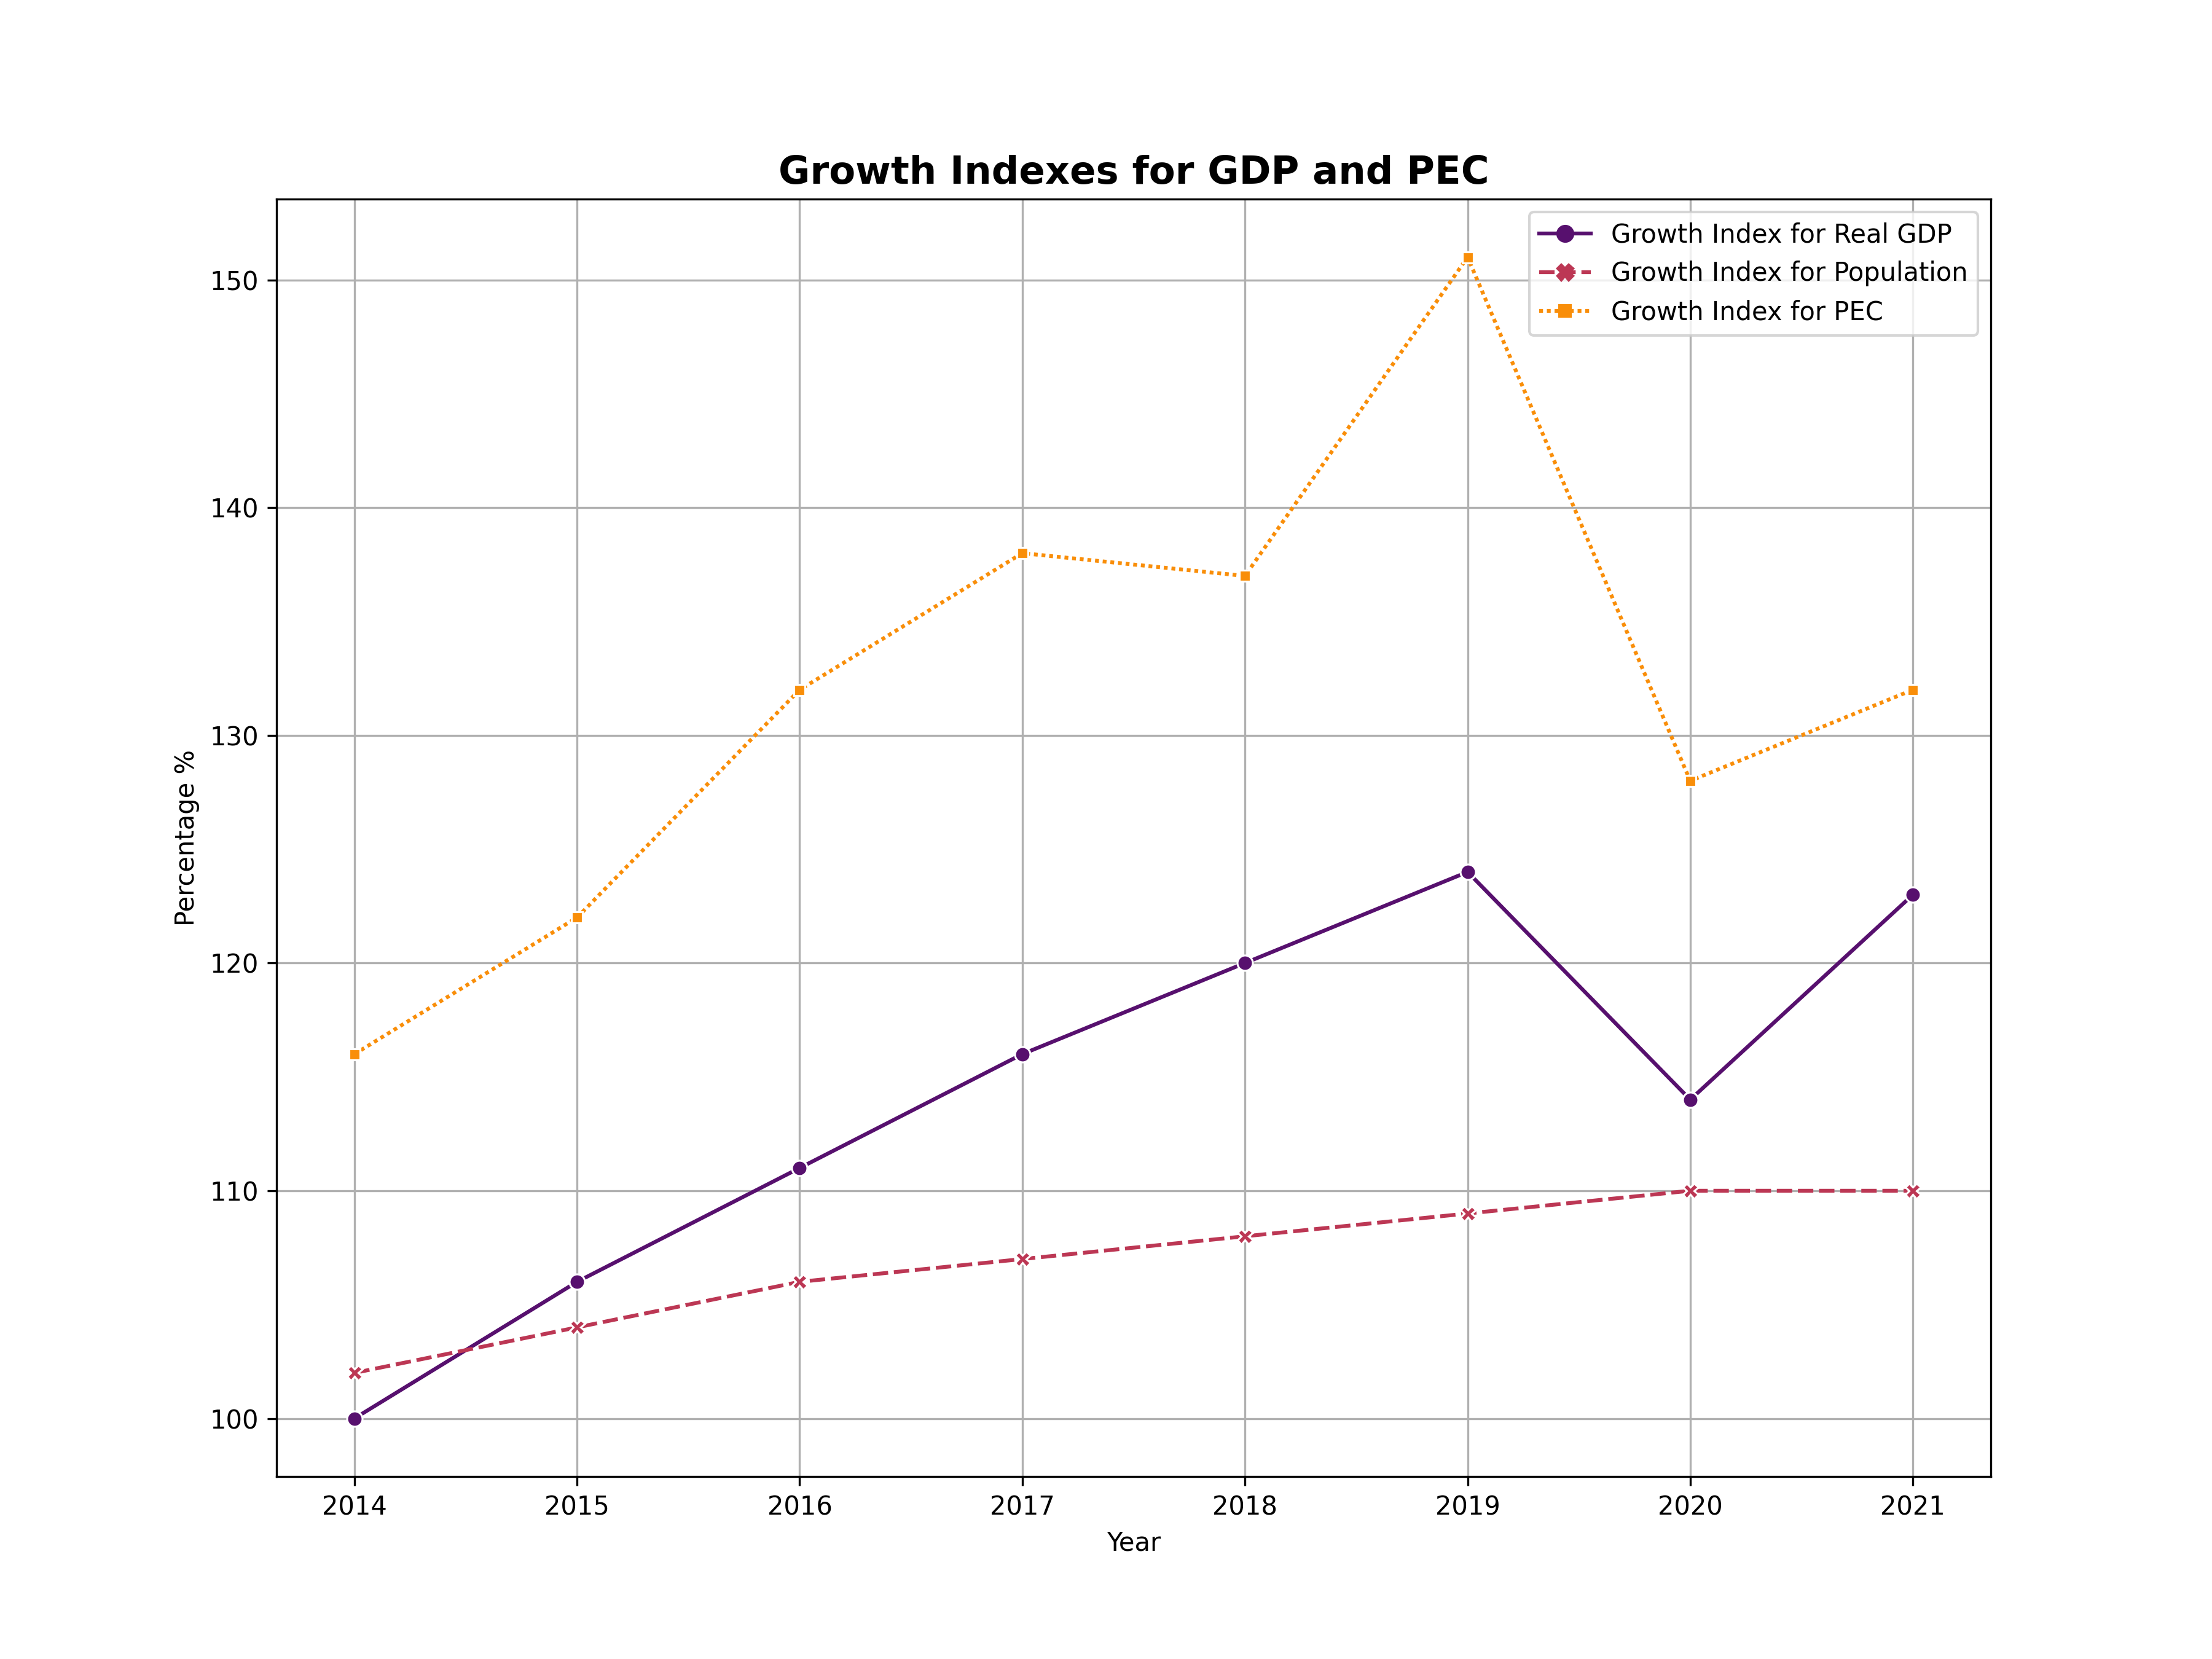 Growth Indexes for GDP and PEC
Growth Index for Real GDP
Growth Index for Population
Growth Index for PEC
150
140
130
120
110
100
Percentage %
2014 2015 2016 2017 2018 2019 2020 2021
Year